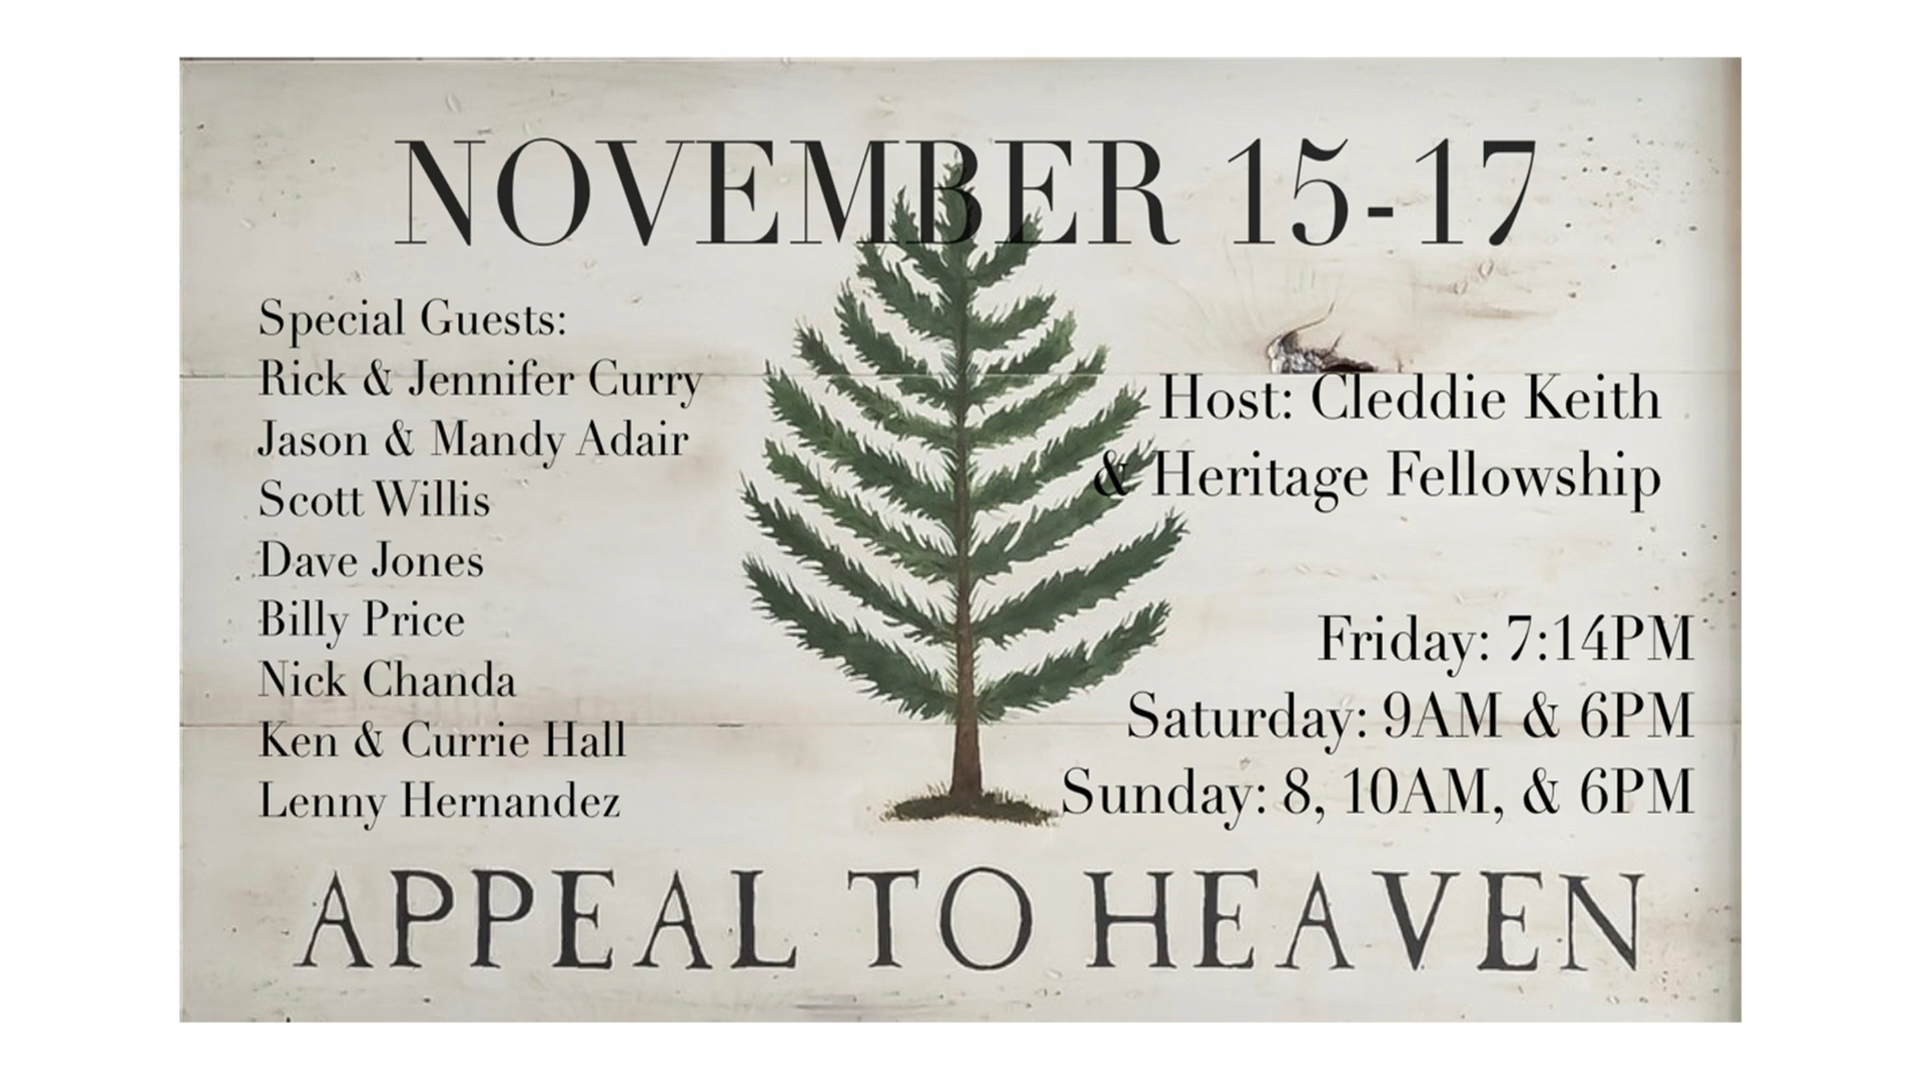 NOVEMBER 15-17
Special Guests:
Rick & Jennifer Curry
Jason & Mandy Adair
Scott Willis
Dave Jones
Billy Price
Nick Chanda
Ken & Currie Hall
Lenny Hernandez
Host: Cleddie Keith
& Heritage Fellowship
Friday: 7:14PM
Saturday: 9AM & 6PM
Sunday: 8, 10AM, & 6PM
APPEAL TO HEAVEN